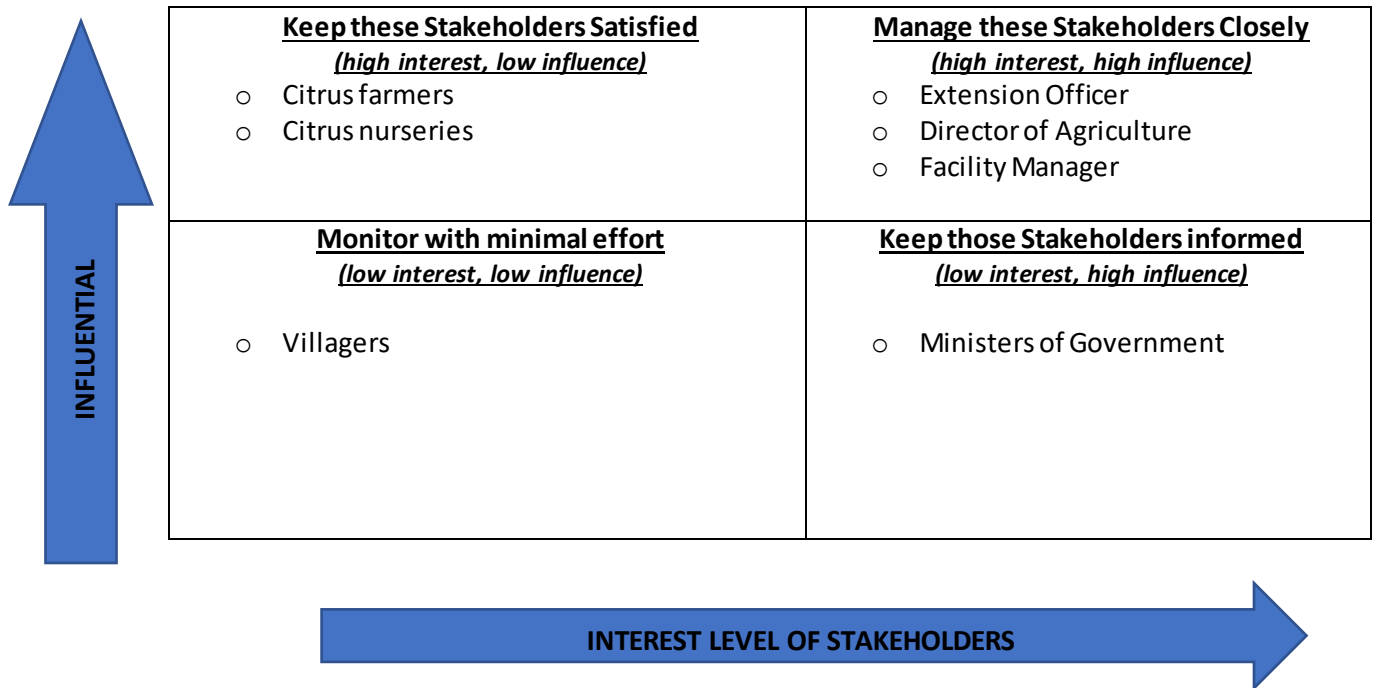 Keep these Stakeholders Satisfied
(high interest, low influence)
○ Citrus farmers
○ Citrus nurseries
Manage these Stakeholders Closely
(high interest, high influence)
○ Extension Officer
○ Director of Agriculture
○ Facility Manager
Monitor with minimal effort
(low interest, low influence)
○ Villagers
Keep those Stakeholders informed
(low interest, high influence)
○ Ministers of Government
INFLUENTIAL
INTEREST LEVEL OF STAKEHOLDERS